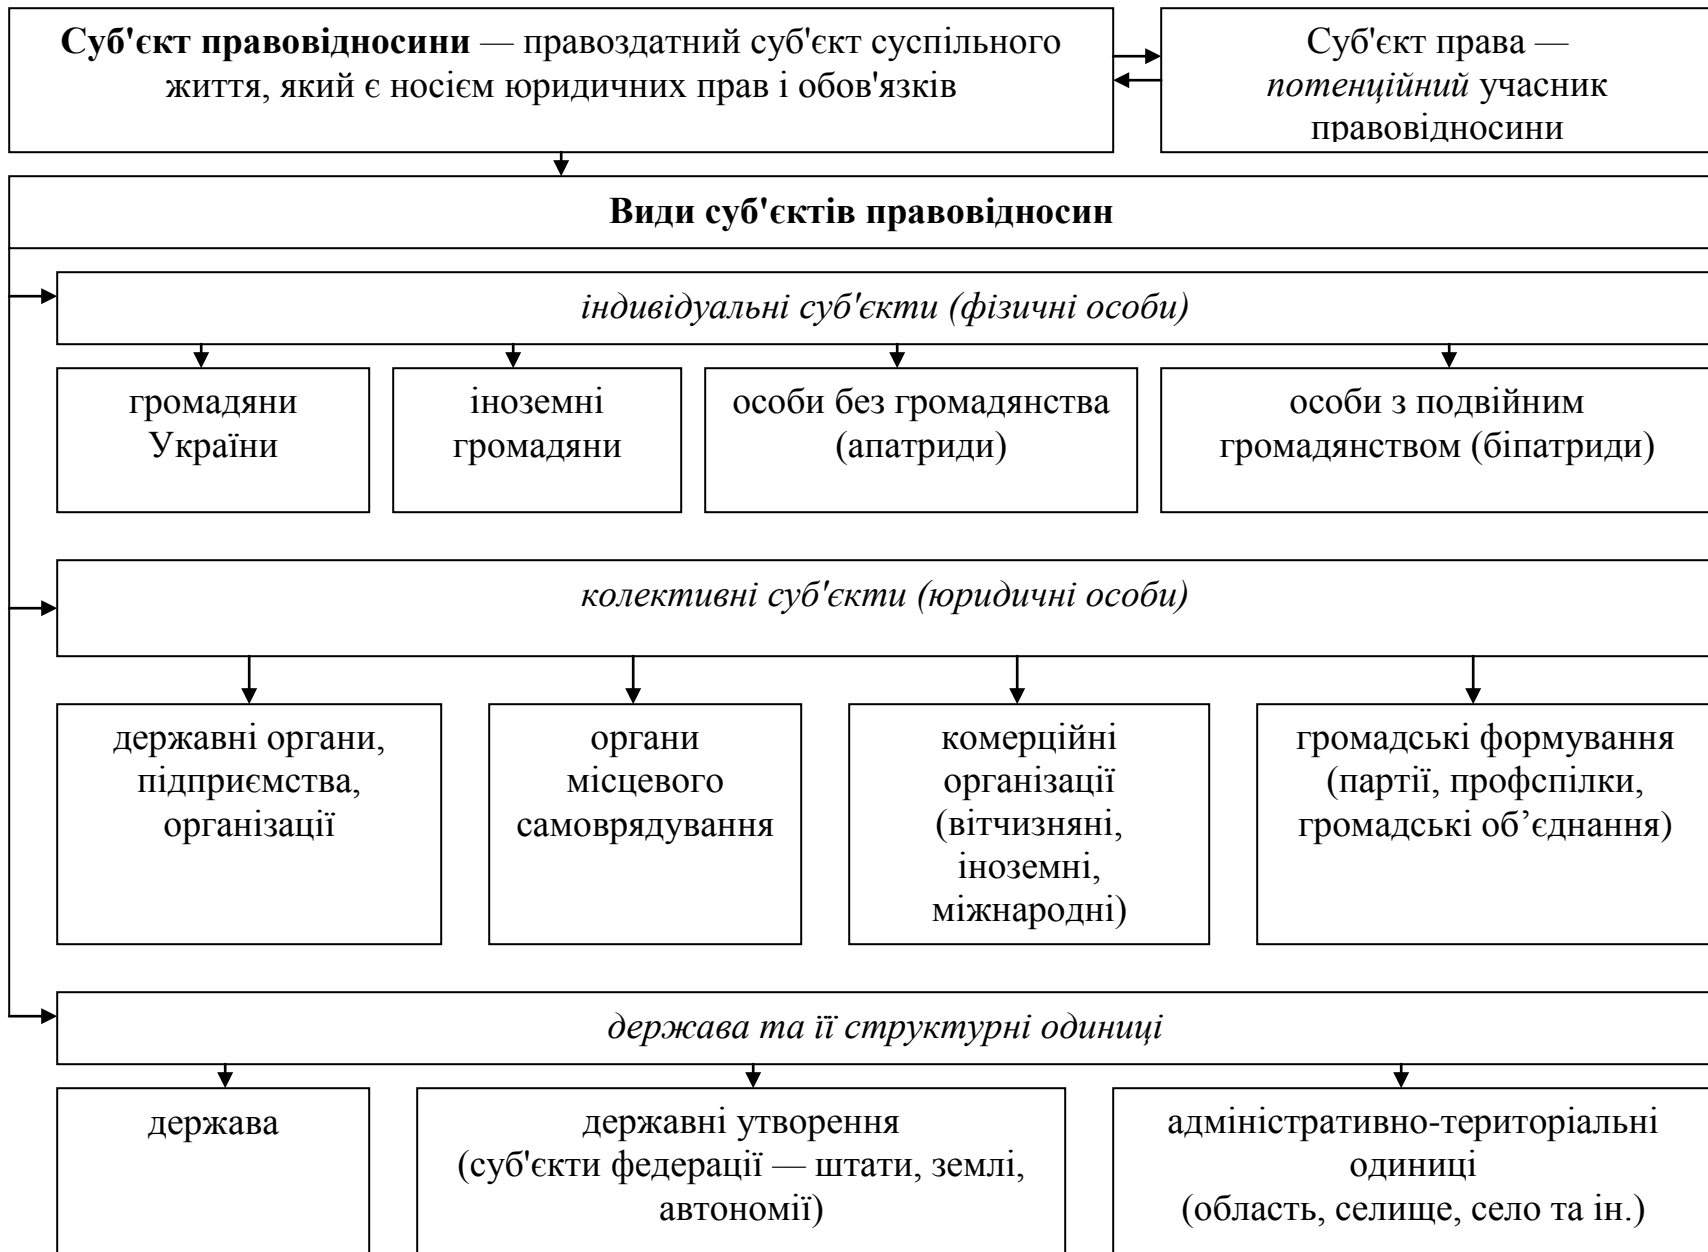 Суб'єкт правовідносини — правоздатний суб'єкт суспільного
життя, який є носієм юридичних прав і обов'язків
Суб'єкт права —
потенційний учасник
правовідносини
Види суб'єктів правовідносин
індивідуальні суб'єкти (фізичні особи)
громадяни
України
іноземні
громадяни
особи без громадянства
(апатриди)
особи з подвійним
громадянством (біпатриди)
колективні суб'єкти (юридичні особи)
державні органи,
підприємства,
організації
органи
місцевого
самоврядування
комерційні
організації
(вітчизняні,
іноземні,
міжнародні)
громадські формування
(партії, профспілки,
громадські об’єднання)
держава та її структурні одиниці
держава
державні утворення
(суб'єкти федерації — штати, землі,
автономії)
адміністративно-територіальні
одиниці
(область, селище, село та ін.)